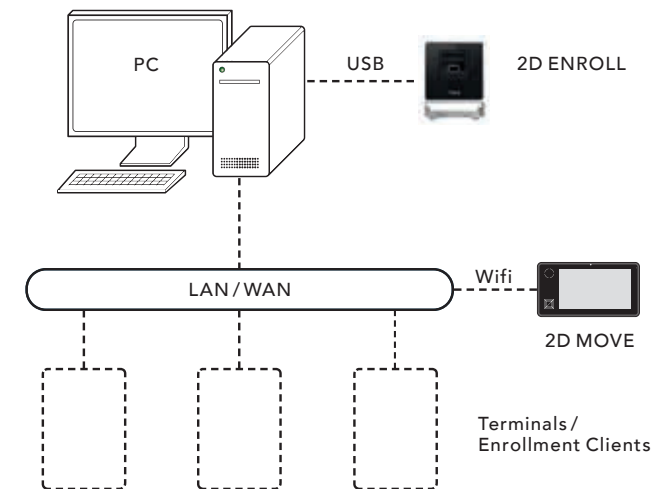 PC
USB
2D ENROLL
LAN/WAN
Wifi
2D MOVE
Terminals/
Enrollment Clients